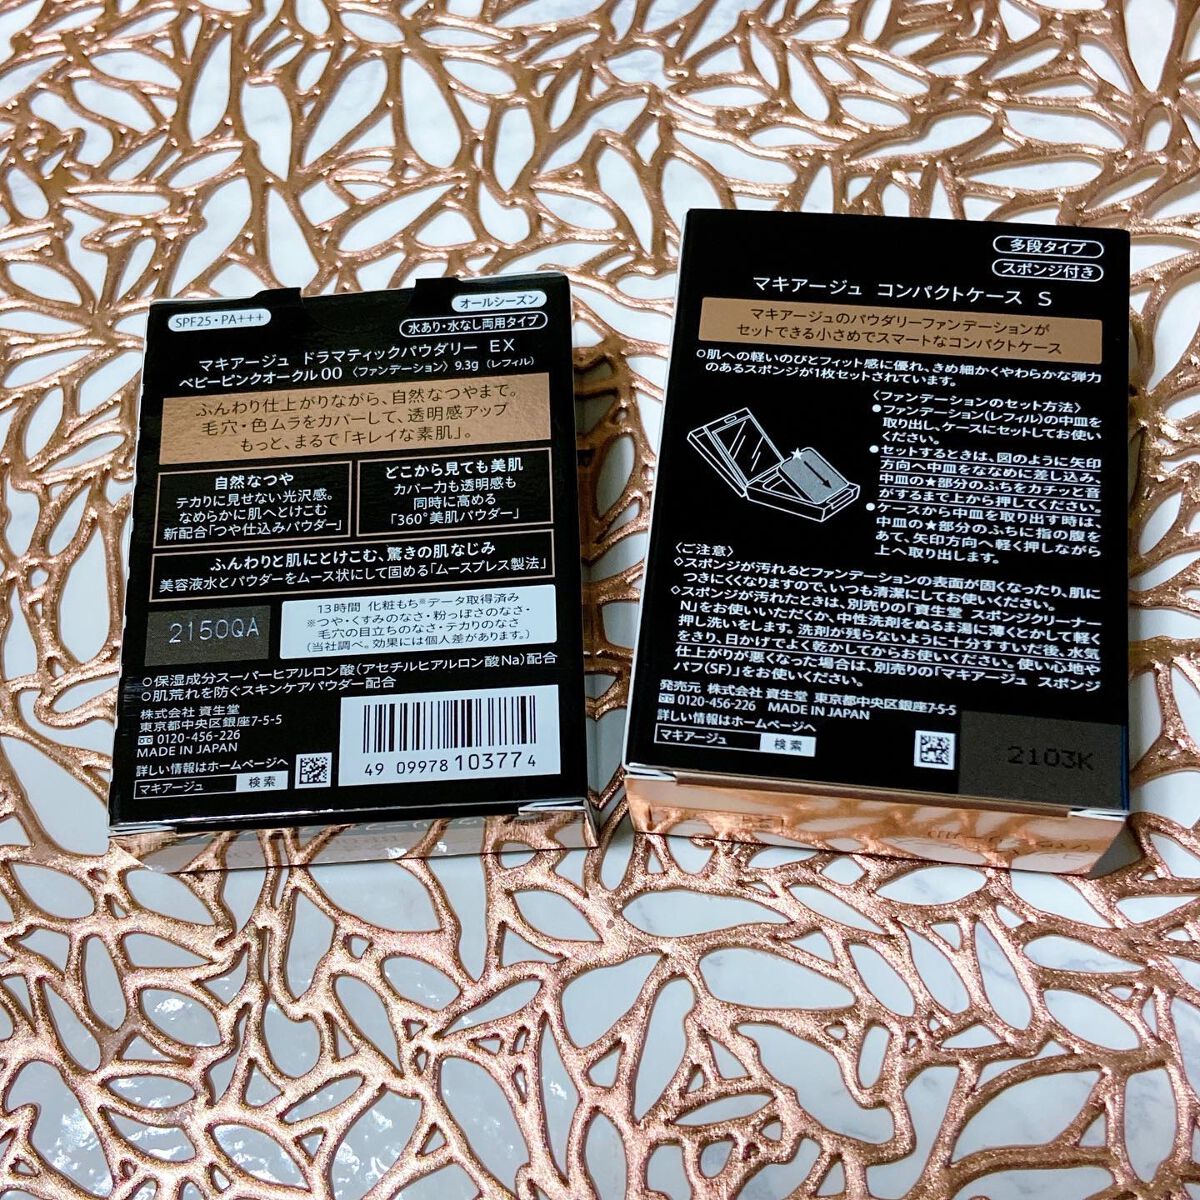 SPF25・PA+++
オールシーズン
水あり・水なし両用タイプ
マキアージュ ドラマティックパウダリー EX
ベビーピンクオークル00 〈ファンデーション〉 9.3g (レフィル)
ふんわり仕上がりながら、自然なつやまで。
毛穴・色ムラをカバーして、透明感アップ
もっと、まるで「キレイな素肌」。
自然なつや
テカりに見せない光沢感。
なめらかに肌へとけこむ
新配合「つや仕込みパウダー」
どこから見ても美肌
カバー力も透明感も
同時に高める
「360°美肌パウダー」
ふんわりと肌にとけこむ、驚きの肌なじみ
美容液水とパウダーをムース状にして固める「ムースプレス製法」
2150QA
13時間 化粧もち※データ取得済み
※つや・くすみのなさ・粉っぽさのなさ・
毛穴の目立ちのなさ・テカリのなさ
(当社調べ。効果には個人差があります。)
○保湿成分スーパーヒアルロン酸(アセチルヒアルロン酸Na)配合
○肌荒れを防ぐスキンケアパウダー配合
株式会社 資生堂
東京都中央区銀座7-5-5
0120-456-226
MADE IN JAPAN
詳しい情報はホームページへ
マキアージュ 検索
4909978103774
多段タイプ
スポンジ付き
マキアージュ コンパクトケース S
マキアージュのパウダリーファンデーションが
セットできる小さめでスマートなコンパクトケース
○肌への軽いのびとフィット感に優れ、きめ細かくやわらかな弾力
のあるスポンジが1枚セットされています。
〈ファンデーションのセット方法〉
●ファンデーション(レフィル)の中皿を
取り出し、ケースにセットしてお使い
ください。
●セットするときは、図のように矢印
方向へ中皿をななめに差し込み、
中皿の★部分のふちをカチッと音
がするまで上から押してください。
●ケースから中皿を取り出す時は、
中皿の★部分のふちに指の腹を
あて、矢印方向へ軽く押しながら
上へ取り出します。
〈ご注意〉
◇スポンジが汚れるとファンデーションの表面が固くなったり、肌に
つきにくくなりますので、いつも清潔にしてお使いください。
◇スポンジが汚れたときは、別売りの「資生堂 スポンジクリーナー
N」をお使いいただくか、中性洗剤をぬるま湯に薄くとかして軽く
押し洗いをします。洗剤が残らないように十分すすいだ後、水気
をきり、日かげでよく乾かしてからお使いください。使い心地や
仕上がりが悪くなった場合は、別売りの「マキアージュ スポンジ
パフ(SF)」をお使いください。
発売元 株式会社 資生堂 東京都中央区銀座7-5-5
0120-456-226 MADE IN JAPAN
詳しい情報はホームページへ
マキアージュ 検索
2103K